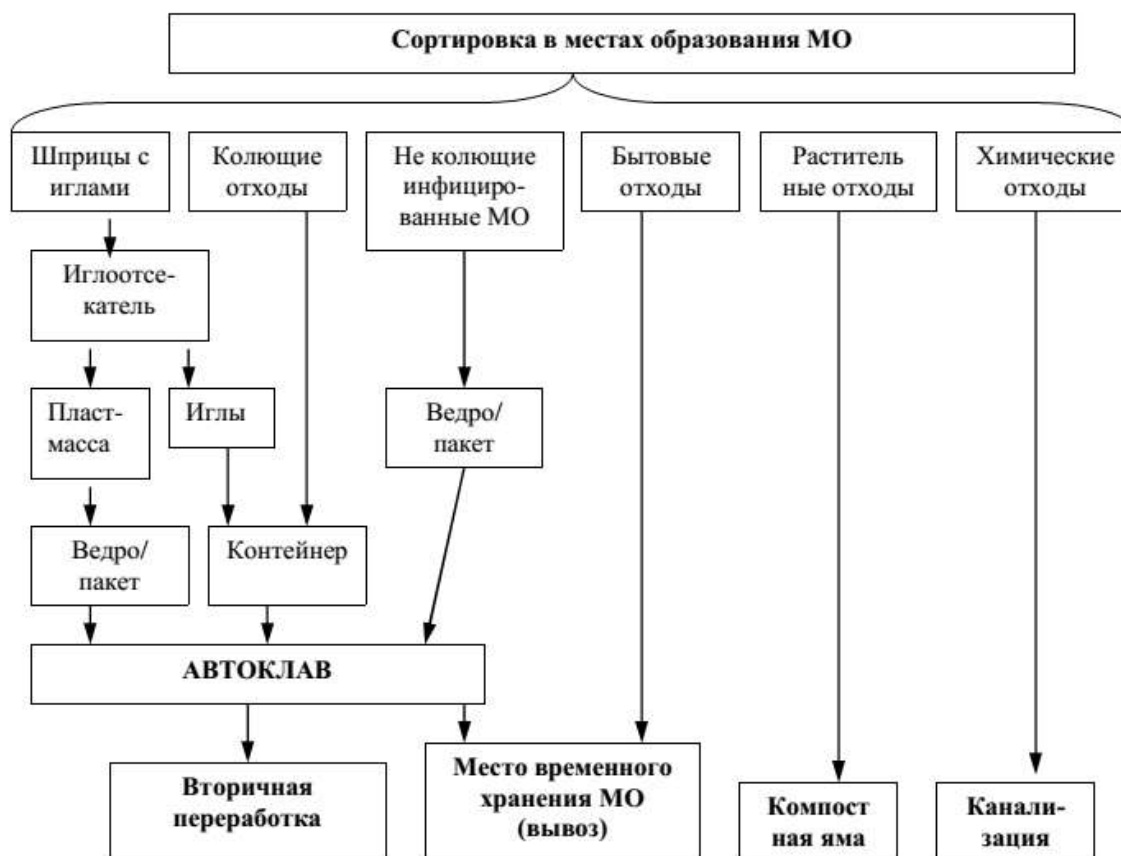 Сортировка в местах образования МО
Шприцы с
иглами
Колющие
отходы
Не колющие
инфициро-
ванные МО
Бытовые
отходы
Раститель
ные отходы
Химические
отходы
Иглоотсе-
катель
Пласт-
масса
Иглы
Ведро/
пакет
Ведро/
пакет
Контейнер
АВТОКЛАВ
Вторичная
переработка
Место временного
хранения МО
(вывоз)
Компост
ная яма
Канали-
зация